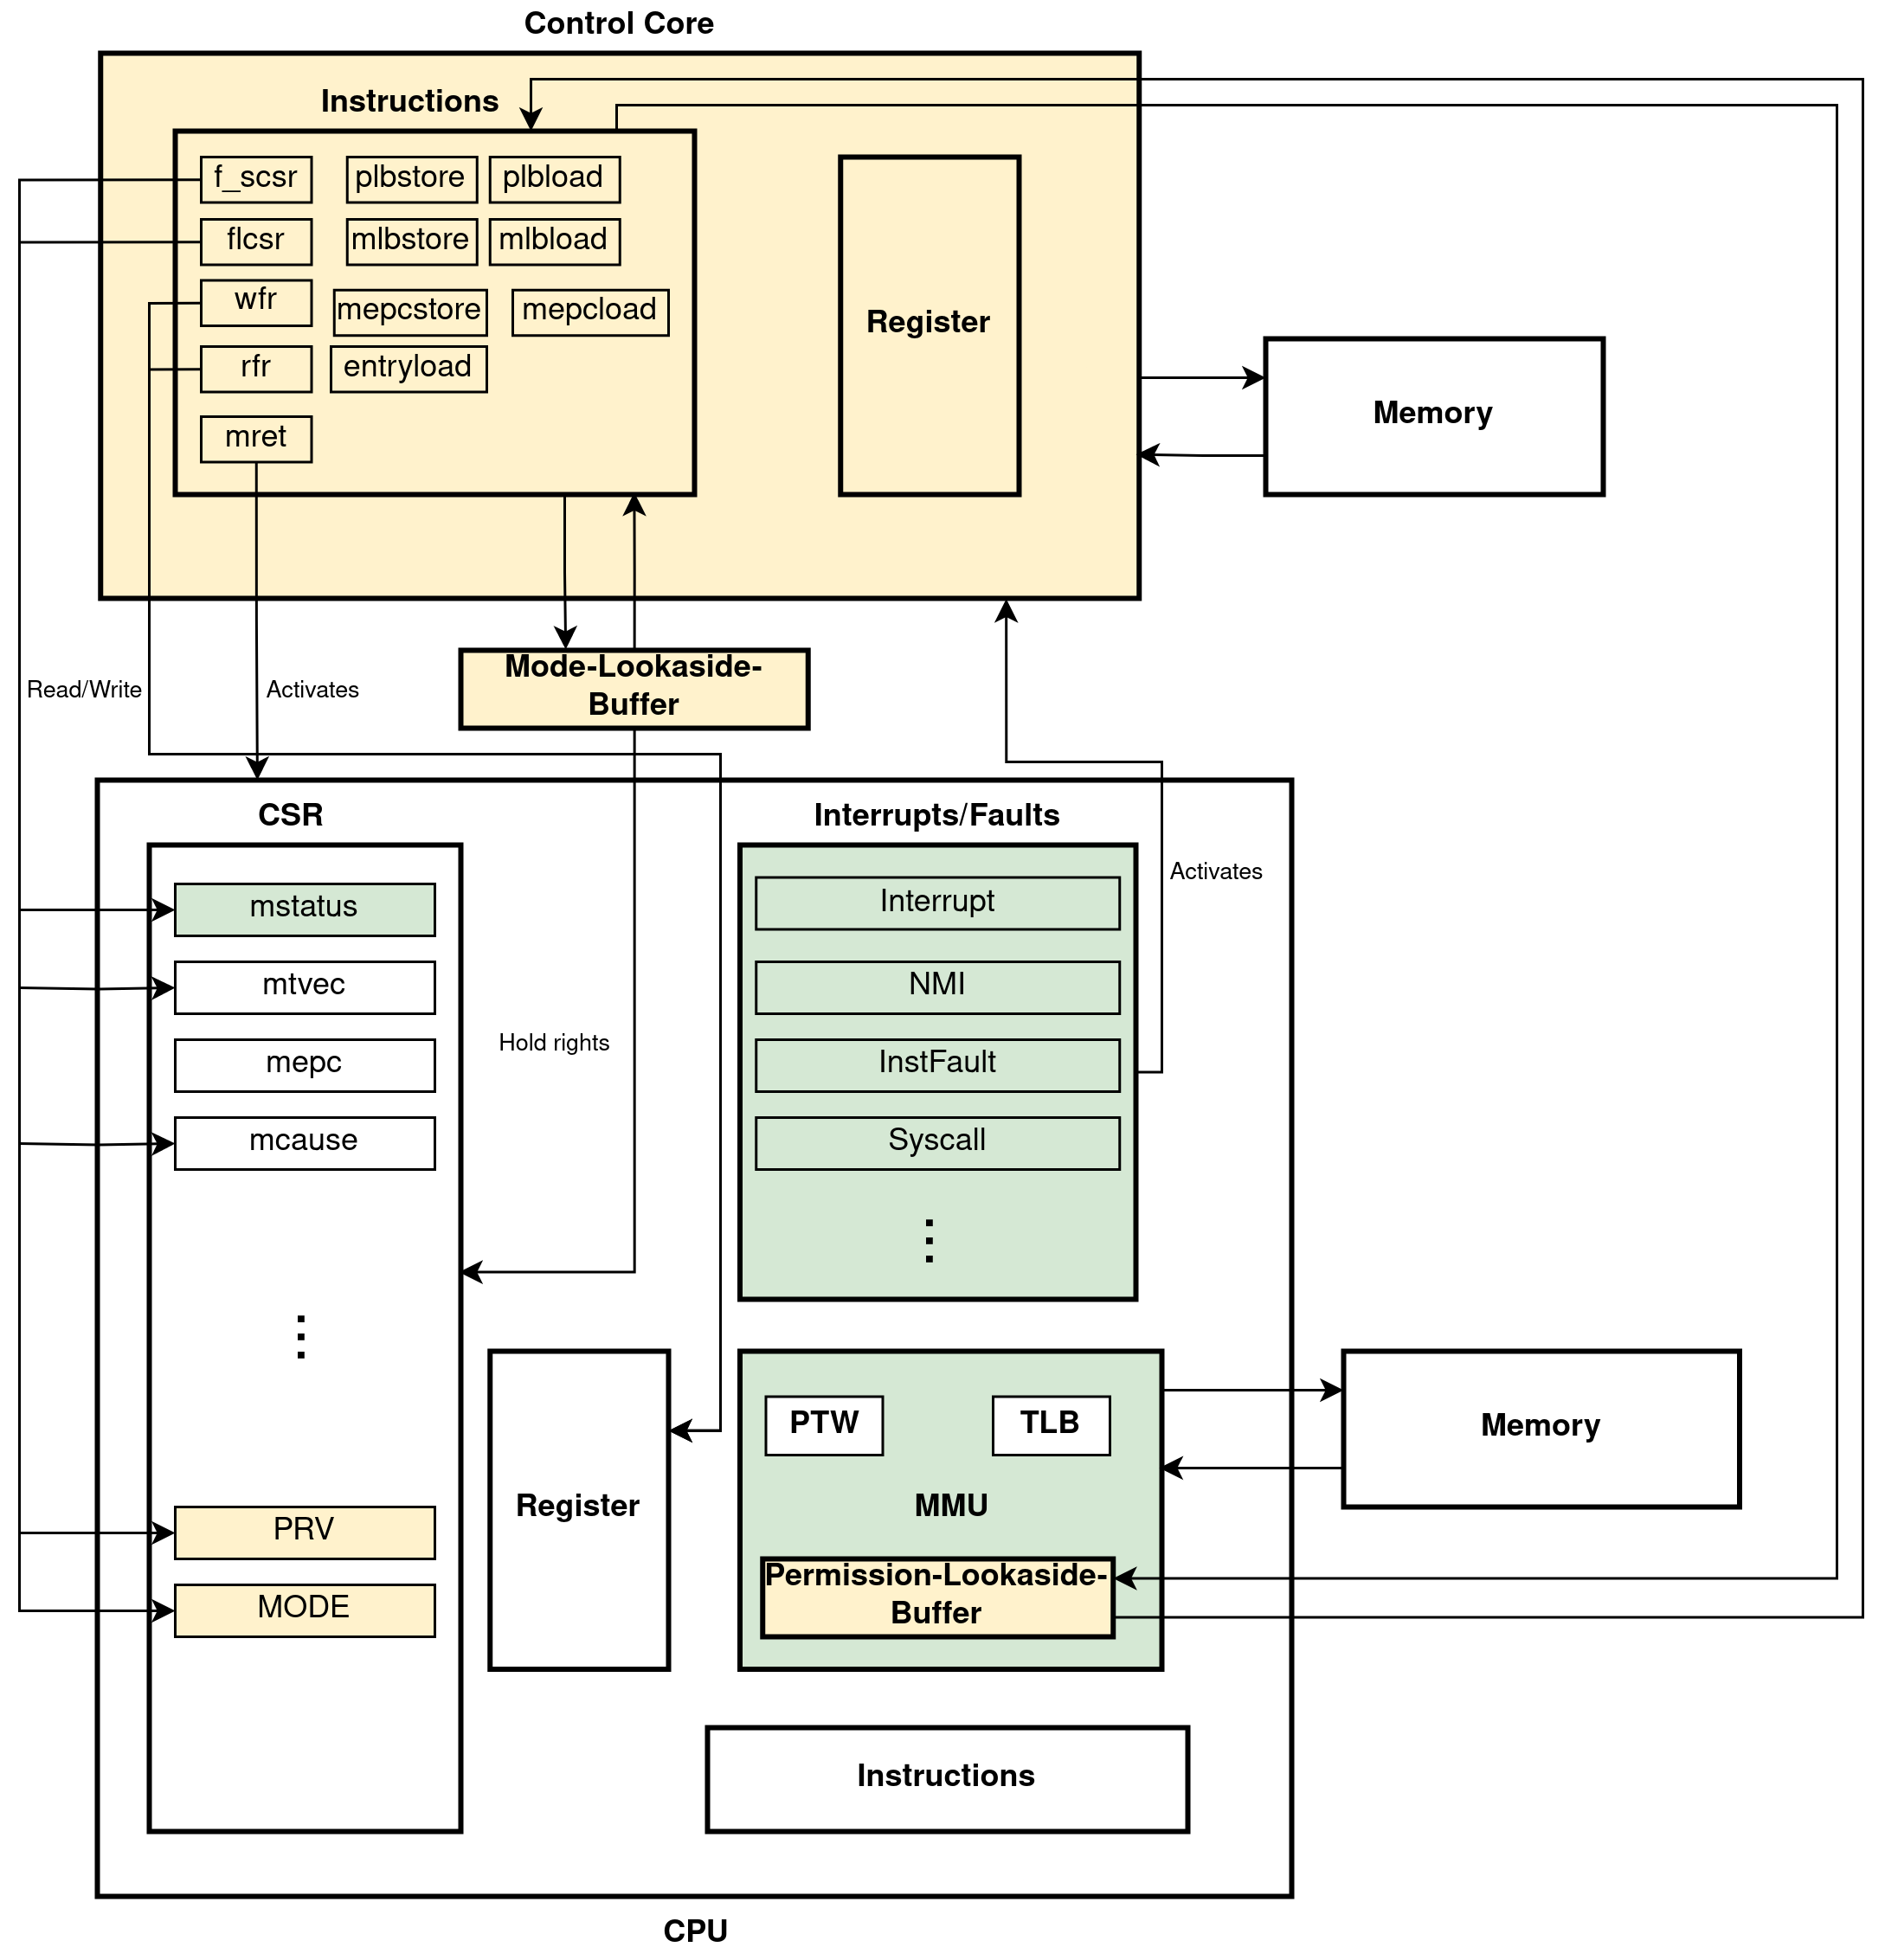 Control Core
Instructions
f_scsr
plbstore
plbload
flcsr
mlbstore
mlbload
wfr
mepcstore
mepcload
rfr
entryload
mret
Register
Memory
Mode-Lookaside-
Buffer
Read/Write
Activates
CSR
mstatus
mtvec
mepc
mcause
⋮
PRV
MODE
Hold rights
Interrupts/Faults
Interrupt
NMI
InstFault
Syscall
⋮
Activates
Register
PTW
TLB
MMU
Permission-Lookaside-
Buffer
Memory
Instructions
CPU